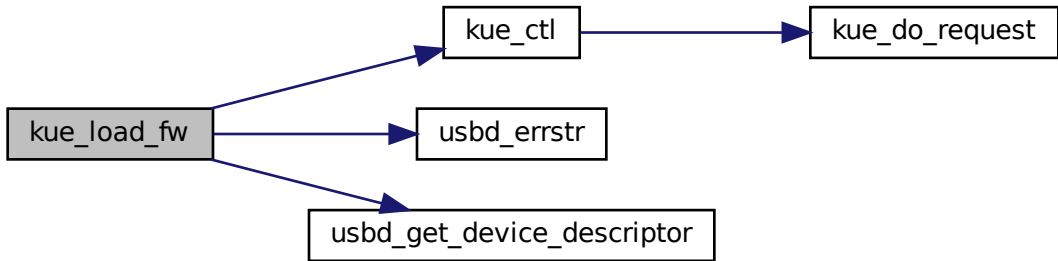 kue_load_fw
kue_ctl
kue_do_request
usbd_errstr
usbd_get_device_descriptor